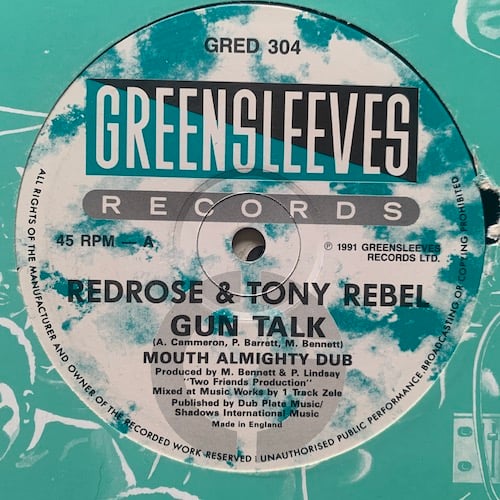 GRED 304
GREENSLEEVES
RECORDS
45 RPM — A
℗ 1991 GREENSLEEVES
RECORDS LTD.
REDROSE & TONY REBEL
GUN TALK
(A. Cammeron, P. Barrett, M. Bennett)
MOUTH ALMIGHTY DUB
Produced by M. Bennett & P. Lindsay
"Two Friends Production"
Mixed at Music Works by 1 Track Zele
Published by Dub Plate Music/
Shadows International Music
Made in England
ALL RIGHTS OF THE MANUFACTURER AND OWNER OF THE RECORDED WORK RESERVED I UNAUTHORISED PUBLIC PERFORMANCE, BROADCASTING OR COPYING PROHIBITED.